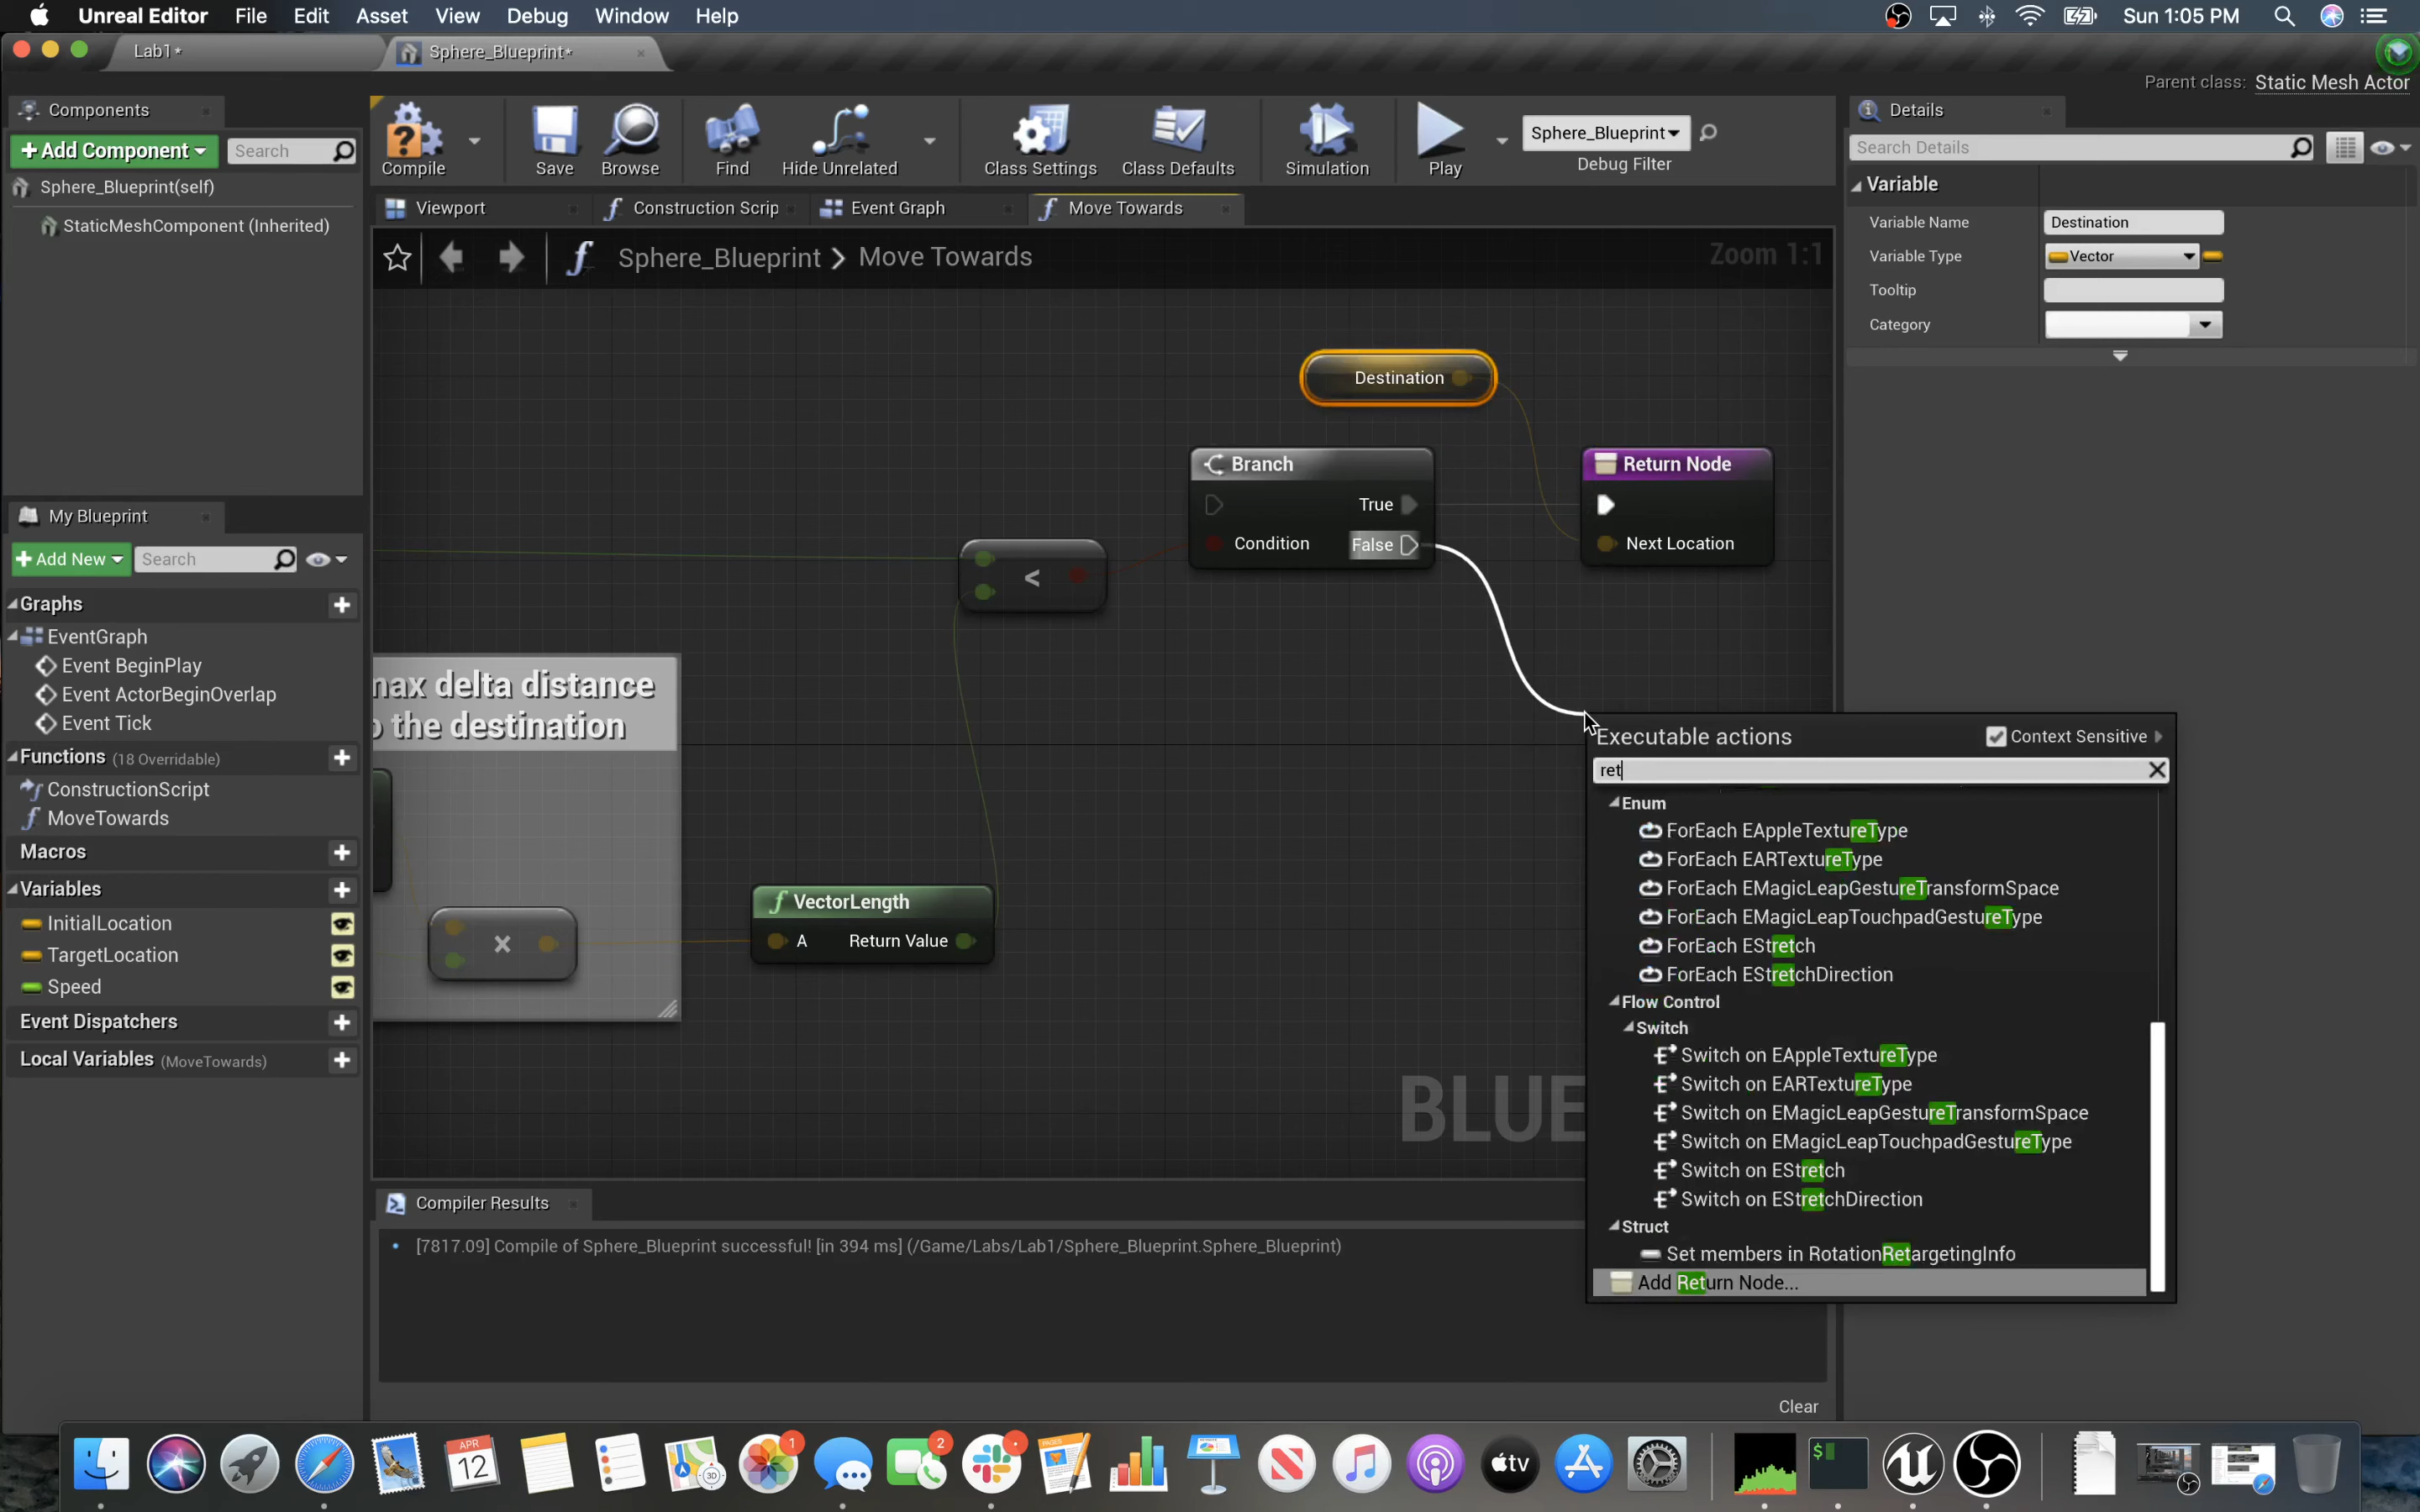 Unreal Editor File Edit Asset View Debug Window Help Sun 1:05 PM
Lab1* Sphere_Blueprint*
Parent class: Static Mesh Actor
Components
+ Add Component Search
Sphere_Blueprint(self)
StaticMeshComponent (Inherited)
Compile Save Browse Find Hide Unrelated Class Settings Class Defaults Simulation Play
Sphere_Blueprint
Debug Filter
Details
Search Details
Variable
Variable Name Destination
Variable Type Vector
Tooltip
Category
Viewport Construction Scrip Event Graph Move Towards
Sphere_Blueprint > Move Towards Zoom 1:1
Destination
Branch
True
Condition False
Return Node
Next Location
<
max delta distance
the destination
VectorLength
A Return Value
BLUE
My Blueprint
+ Add New Search
Graphs
EventGraph
Event BeginPlay
Event ActorBeginOverlap
Event Tick
Functions (18 Overridable)
ConstructionScript
MoveTowards
Macros
Variables
InitialLocation
TargetLocation
Speed
Event Dispatchers
Local Variables (MoveTowards)
Executable actions Context Sensitive
ret
Enum
ForEach EAppleTextureType
ForEach EARTextureType
ForEach EMagicLeapGestureTransformSpace
ForEach EMagicLeapTouchpadGestureType
ForEach EStretch
ForEach EStretchDirection
Flow Control
Switch
Switch on EAppleTextureType
Switch on EARTextureType
Switch on EMagicLeapGestureTransformSpace
Switch on EMagicLeapTouchpadGestureType
Switch on EStretch
Switch on EStretchDirection
Struct
Set members in RotationRetargetingInfo
Add Return Node...
Compiler Results
[7817.09] Compile of Sphere_Blueprint successful! [in 394 ms] (/Game/Labs/Lab1/Sphere_Blueprint.Sphere_Blueprint)
Clear
APR
12
3D
1
2
PAGES
tv
$